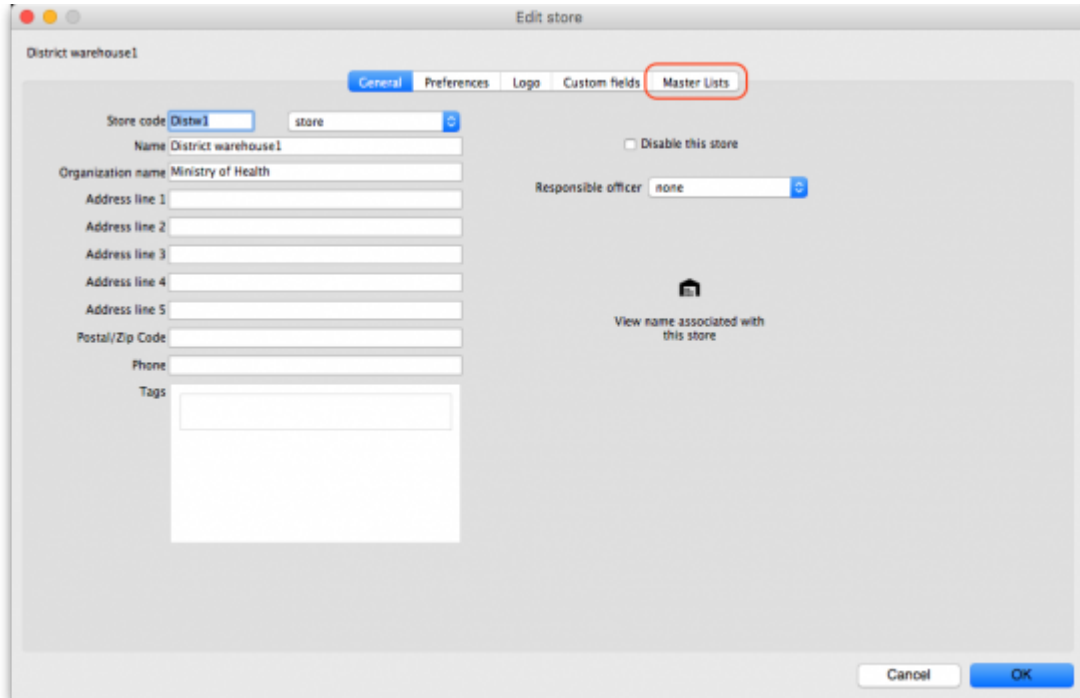 Edit store
District warehouse1
General Preferences Logo Custom fields Master Lists
Store code Distw1 store
Name District warehouse1
Disable this store
Organization name Ministry of Health
Responsible officer none
Address line 1
Address line 2
Address line 3
Address line 4
Address line 5
View name associated with
this store
Postal/Zip Code
Phone
Tags
Cancel OK